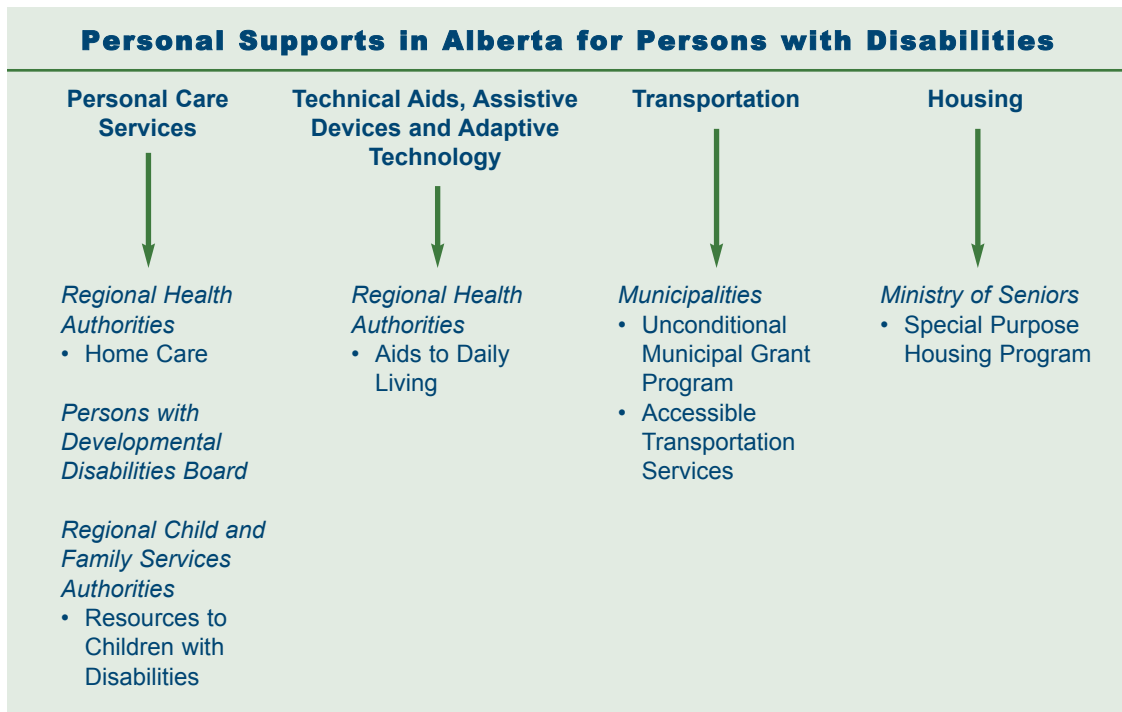 Personal Supports in Alberta for Persons with Disabilities
Personal Care
Services
Technical Aids, Assistive
Devices and Adaptive
Technology
Transportation
Housing
Regional Health
Authorities
• Home Care
Persons with
Developmental
Disabilities Board
Regional Child and
Family Services
Authorities
• Resources to
Children with
Disabilities
Regional Health
Authorities
• Aids to Daily
Living
Municipalities
• Unconditional
Municipal Grant
Program
• Accessible
Transportation
Services
Ministry of Seniors
• Special Purpose
Housing Program